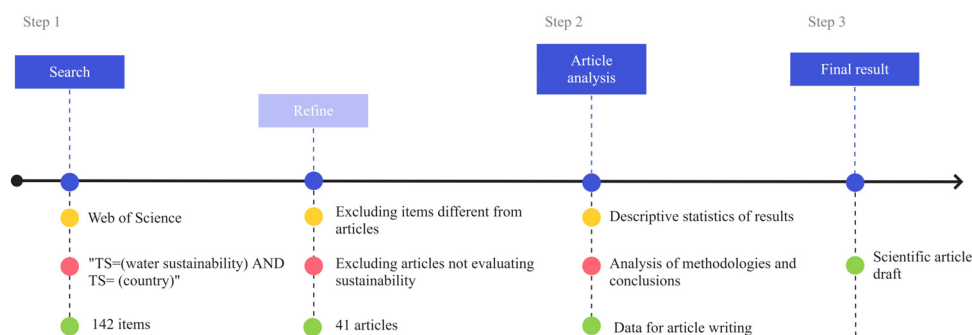 Step 1
Step 2
Step 3
Search
Refine
Article
analysis
Final result
Web of Science
"TS=(water sustainability) AND
TS= (country)"
142 items
Excluding items different from
articles
Excluding articles not evaluating
sustainability
41 articles
Descriptive statistics of results
Analysis of methodologies and
conclusions
Data for article writing
Scientific article
draft